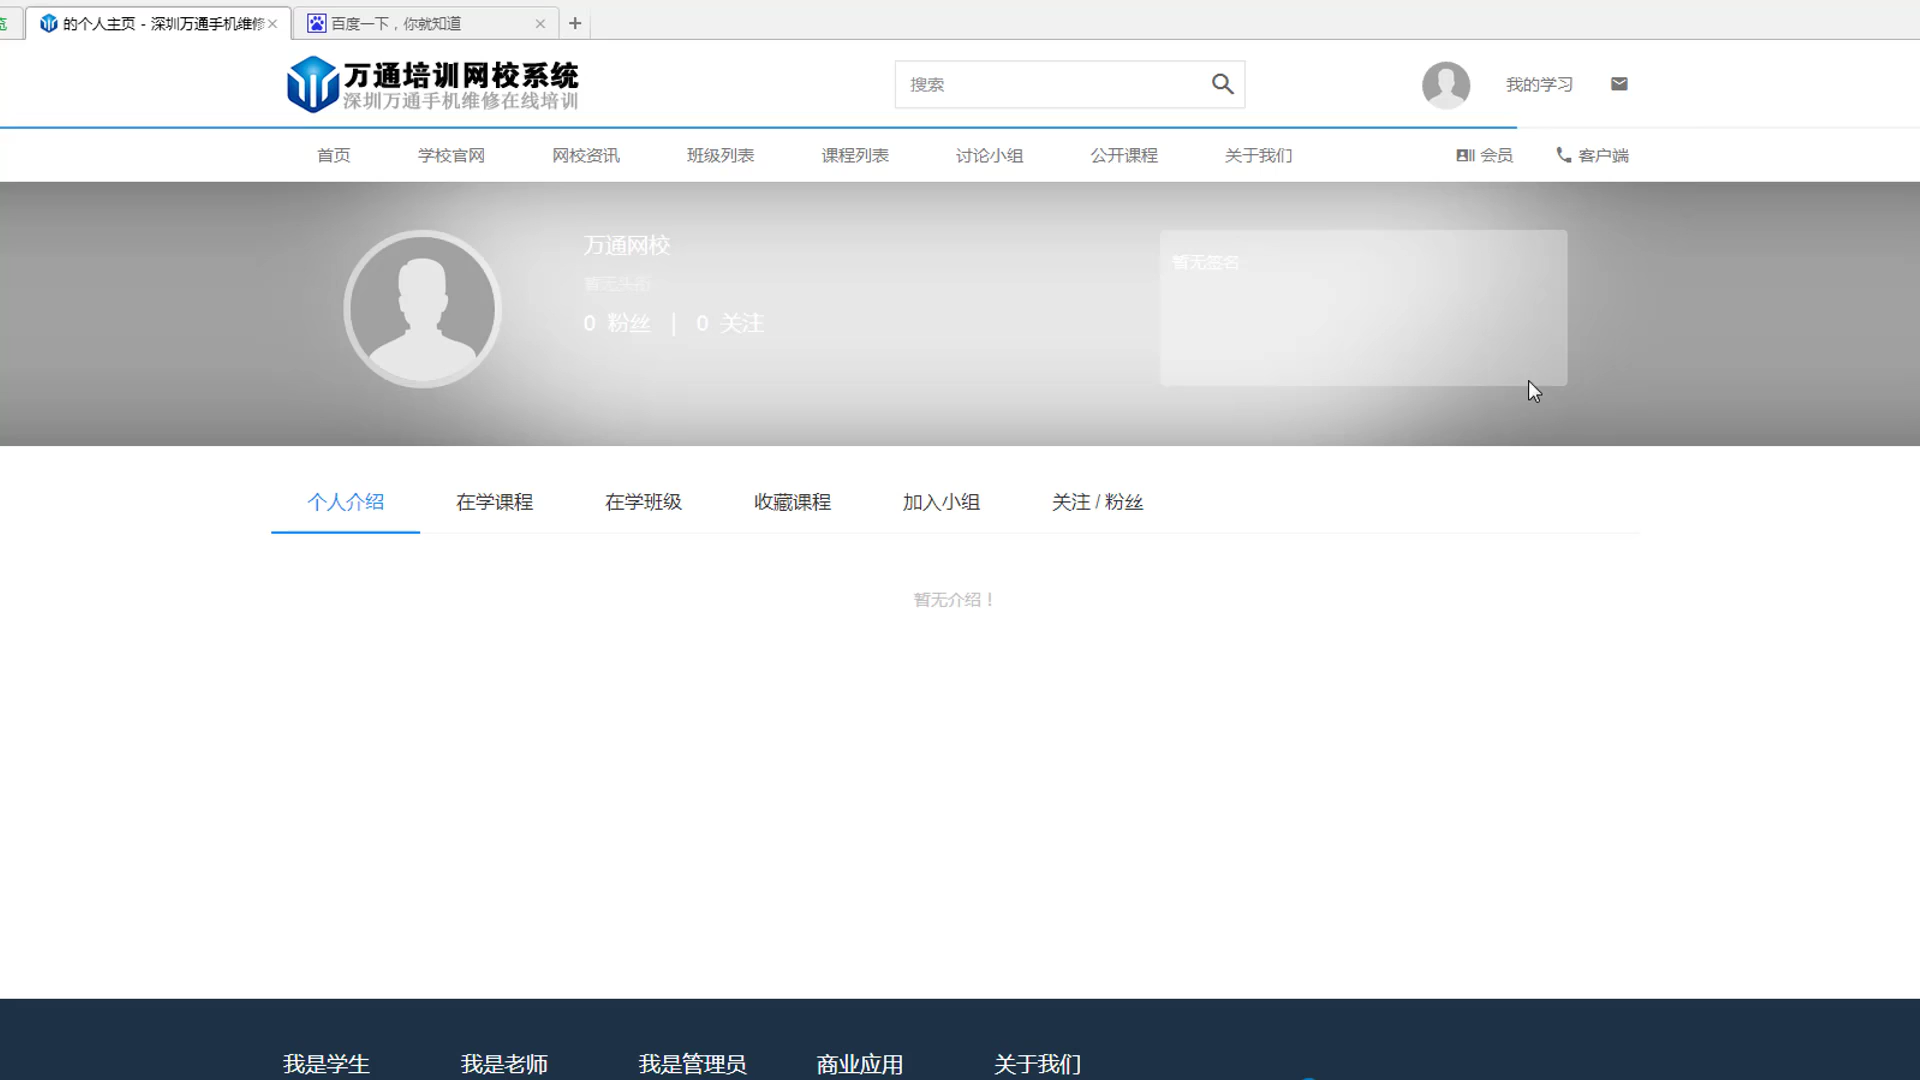 览
的个人主页 - 深圳万通手机维修
百度一下，你就知道
万通培训网校系统
深圳万通手机维修在线培训
搜索
我的学习
首页
学校官网
网校资讯
班级列表
课程列表
讨论小组
公开课程
关于我们
会员
客户端
万通网校
暂无头衔
0 粉丝 | 0 关注
暂无签名
个人介绍
在学课程
在学班级
收藏课程
加入小组
关注 / 粉丝
暂无介绍！
我是学生
我是老师
我是管理员
商业应用
关于我们